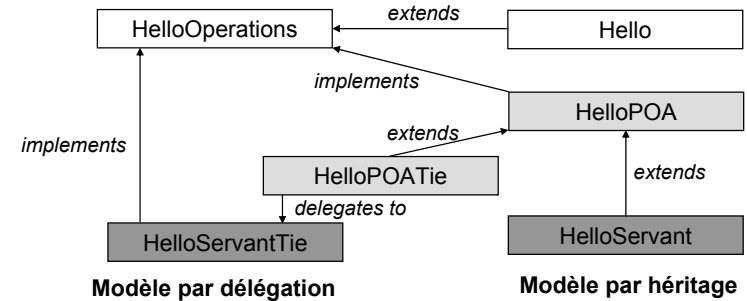 extends
HelloOperations
Hello
implements
HelloPOA
extends
implements
HelloPOATie
extends
delegates to
HelloServantTie
HelloServant
Modèle par délégation
Modèle par héritage